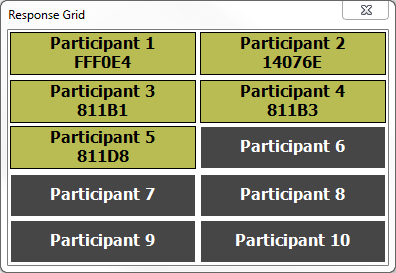 Response Grid
Participant 1
FFF0E4
Participant 2
14076E
Participant 3
811B1
Participant 4
811B3
Participant 5
811D8
Participant 6
Participant 7
Participant 8
Participant 9
Participant 10